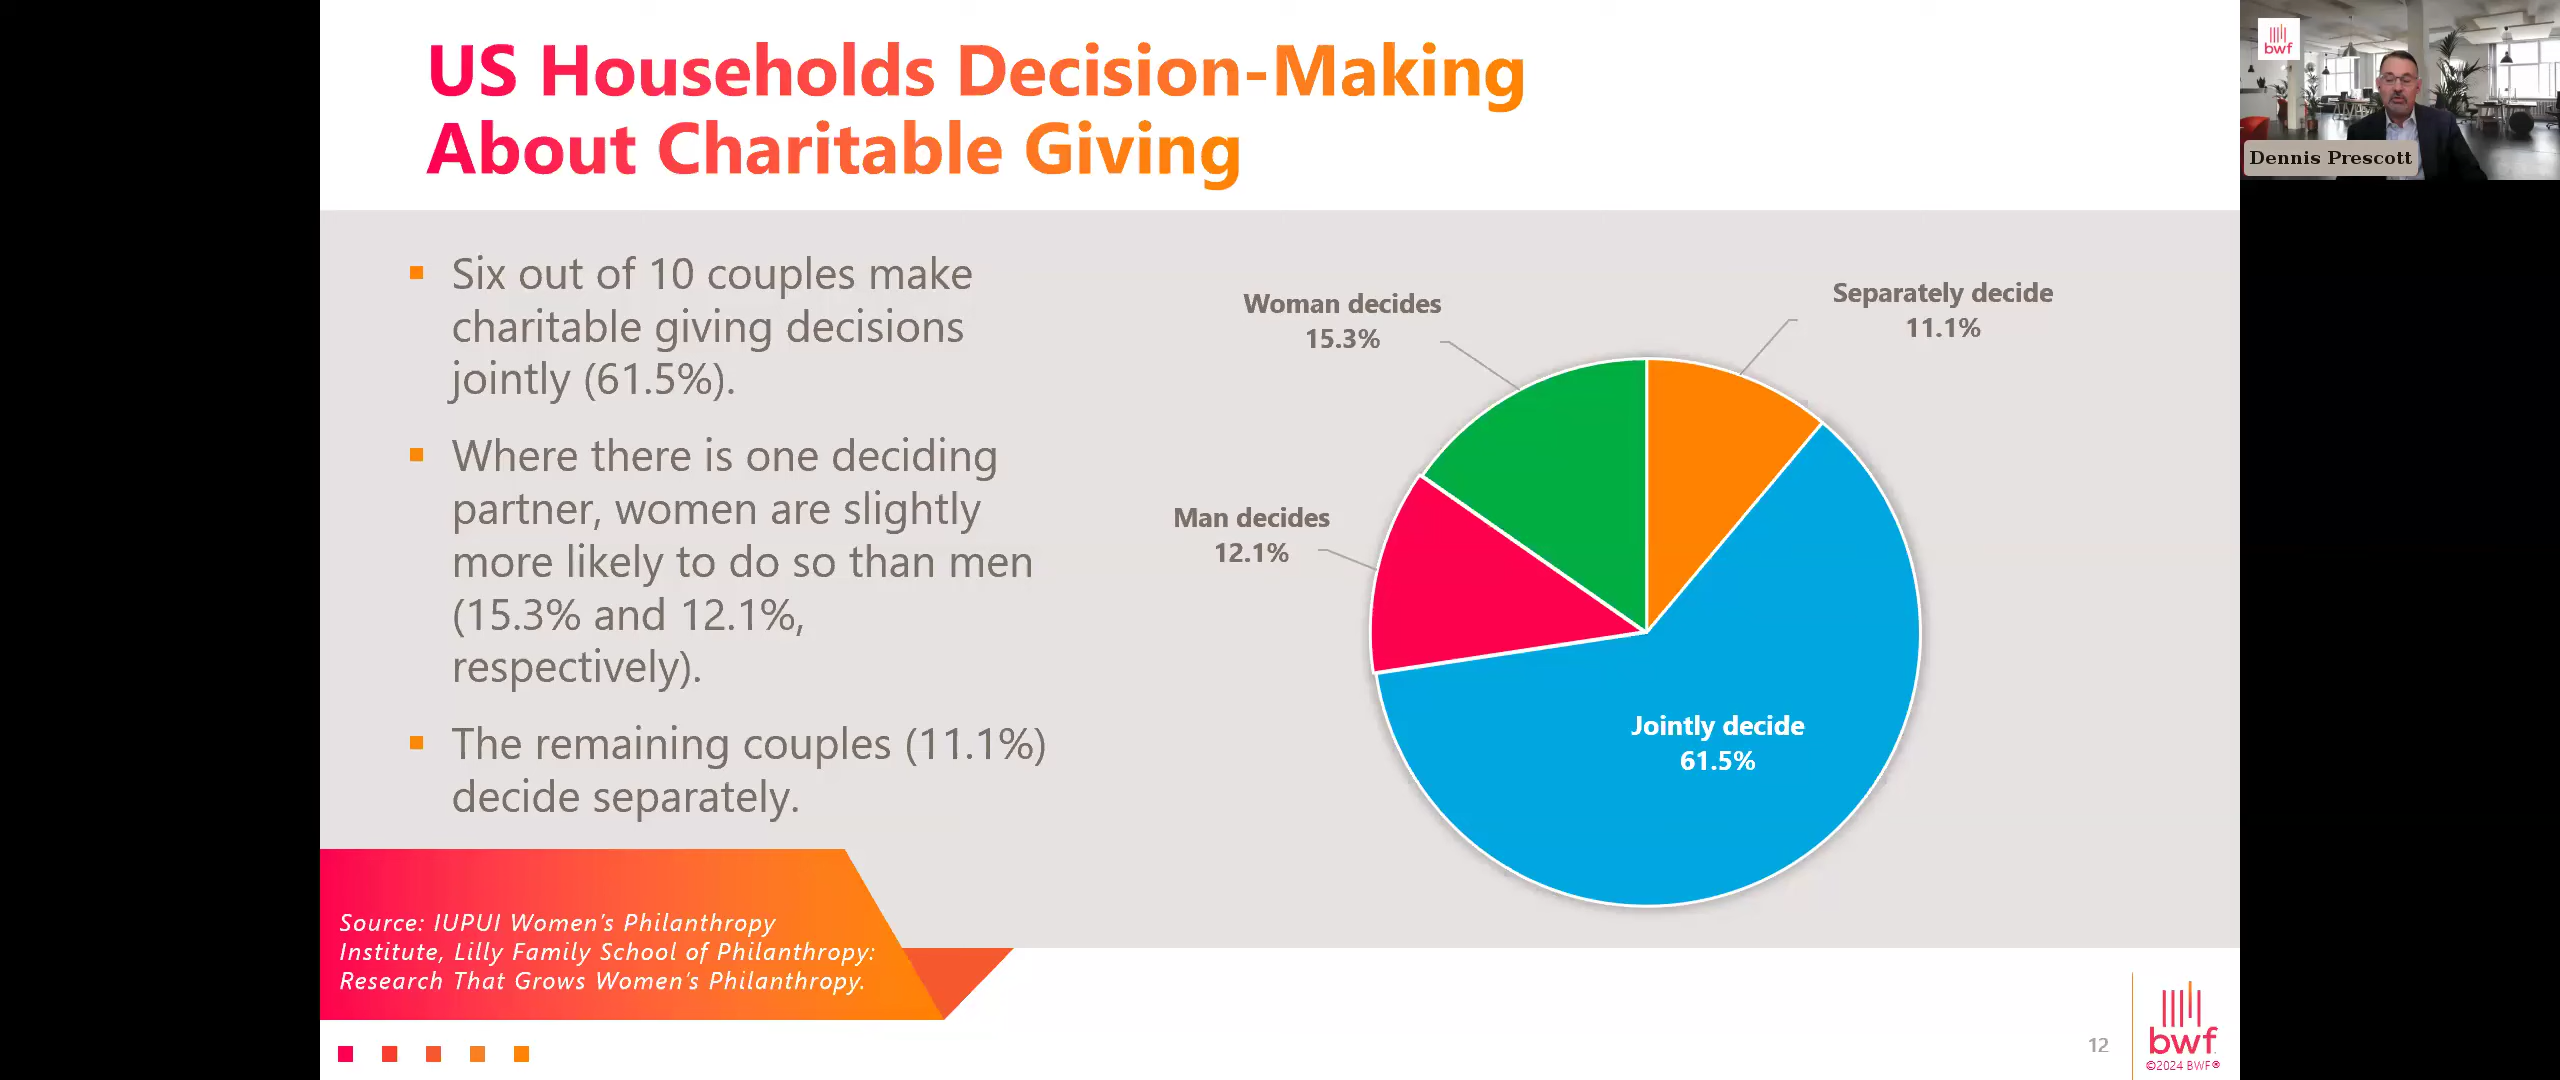 US Households Decision-Making
About Charitable Giving
▪ Six out of 10 couples make
charitable giving decisions
jointly (61.5%).
▪ Where there is one deciding
partner, women are slightly
more likely to do so than men
(15.3% and 12.1%,
respectively).
▪ The remaining couples (11.1%)
decide separately.
Woman decides
15.3%
Separately decide
11.1%
Man decides
12.1%
Jointly decide
61.5%
Source: IUPUI Women's Philanthropy
Institute, Lilly Family School of Philanthropy:
Research That Grows Women's Philanthropy.
12
bwf
©2024 BWF®
bwf
Dennis Prescott